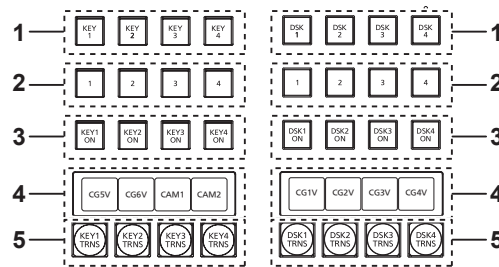 1 KEY 1 KEY 2 KEY 3 KEY 4 DSK 1 DSK 2 DSK 3 DSK 4 1
2 1 2 3 4 1 2 3 4 2
3 KEY1 ON KEY2 ON KEY3 ON KEY4 ON DSK1 ON DSK2 ON DSK3 ON DSK4 ON 3
4 CG5V CG6V CAM1 CAM2 CG1V CG2V CG3V CG4V 4
5 KEY1 TRNS KEY2 TRNS KEY3 TRNS KEY4 TRNS DSK1 TRNS DSK2 TRNS DSK3 TRNS DSK4 TRNS 5